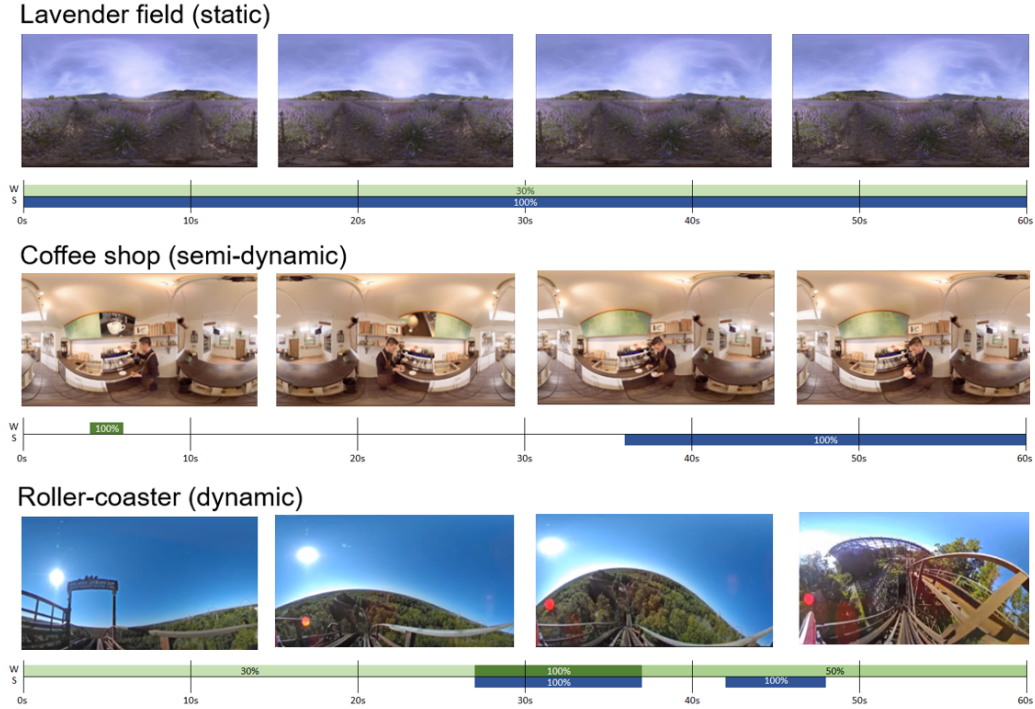 Lavender field (static)
W
30%
S
100%
0s 10s 20s 30s 40s 50s 60s
Coffee shop (semi-dynamic)
W
100%
S
100%
0s 10s 20s 30s 40s 50s 60s
Roller-coaster (dynamic)
W
30% 100% 50%
S
100% 100%
0s 10s 20s 30s 40s 50s 60s